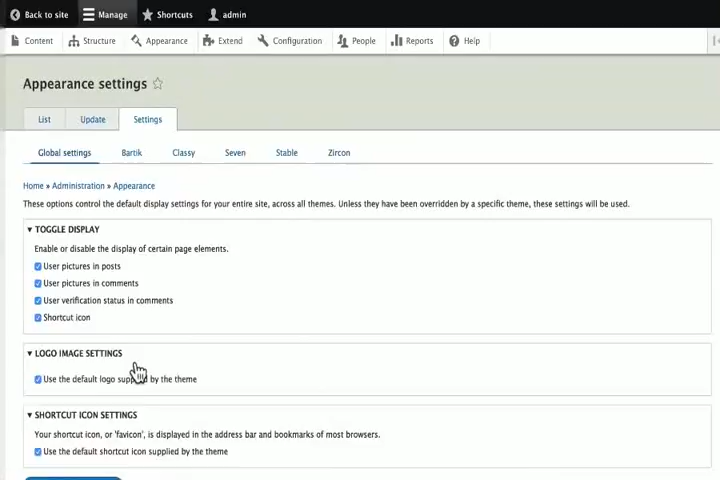 Back to site Manage Shortcuts admin
Content Structure Appearance Extend Configuration People Reports Help
Appearance settings
List Update Settings
Global settings Bartik Classy Seven Stable Zircon
Home » Administration » Appearance
These options control the default display settings for your entire site, across all themes. Unless they have been overridden by a specific theme, these settings will be used.
TOGGLE DISPLAY
Enable or disable the display of certain page elements.
User pictures in posts
User pictures in comments
User verification status in comments
Shortcut icon
LOGO IMAGE SETTINGS
Use the default logo supplied by the theme
SHORTCUT ICON SETTINGS
Your shortcut icon, or 'favicon', is displayed in the address bar and bookmarks of most browsers.
Use the default shortcut icon supplied by the theme